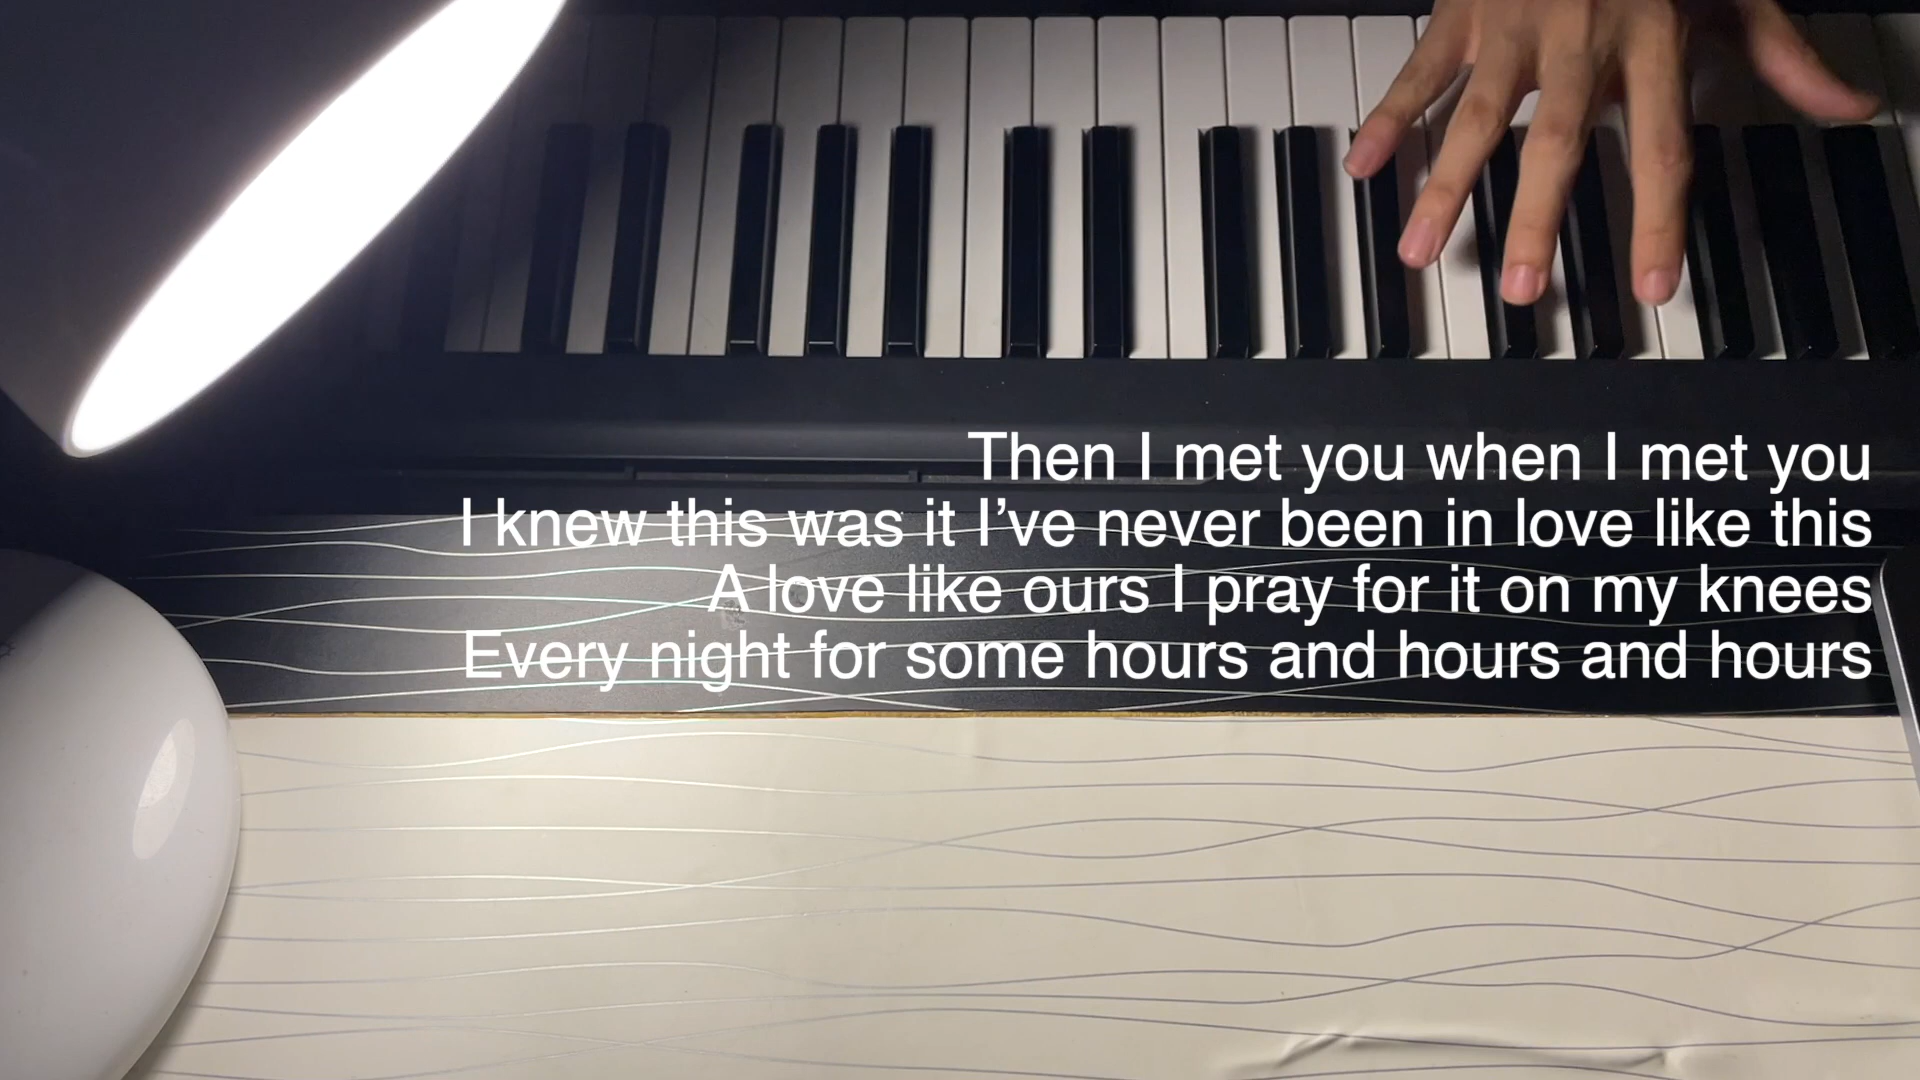 Then I met you when I met you
I knew this was it I’ve never been in love like this
A love like ours I pray for it on my knees
Every night for some hours and hours and hours